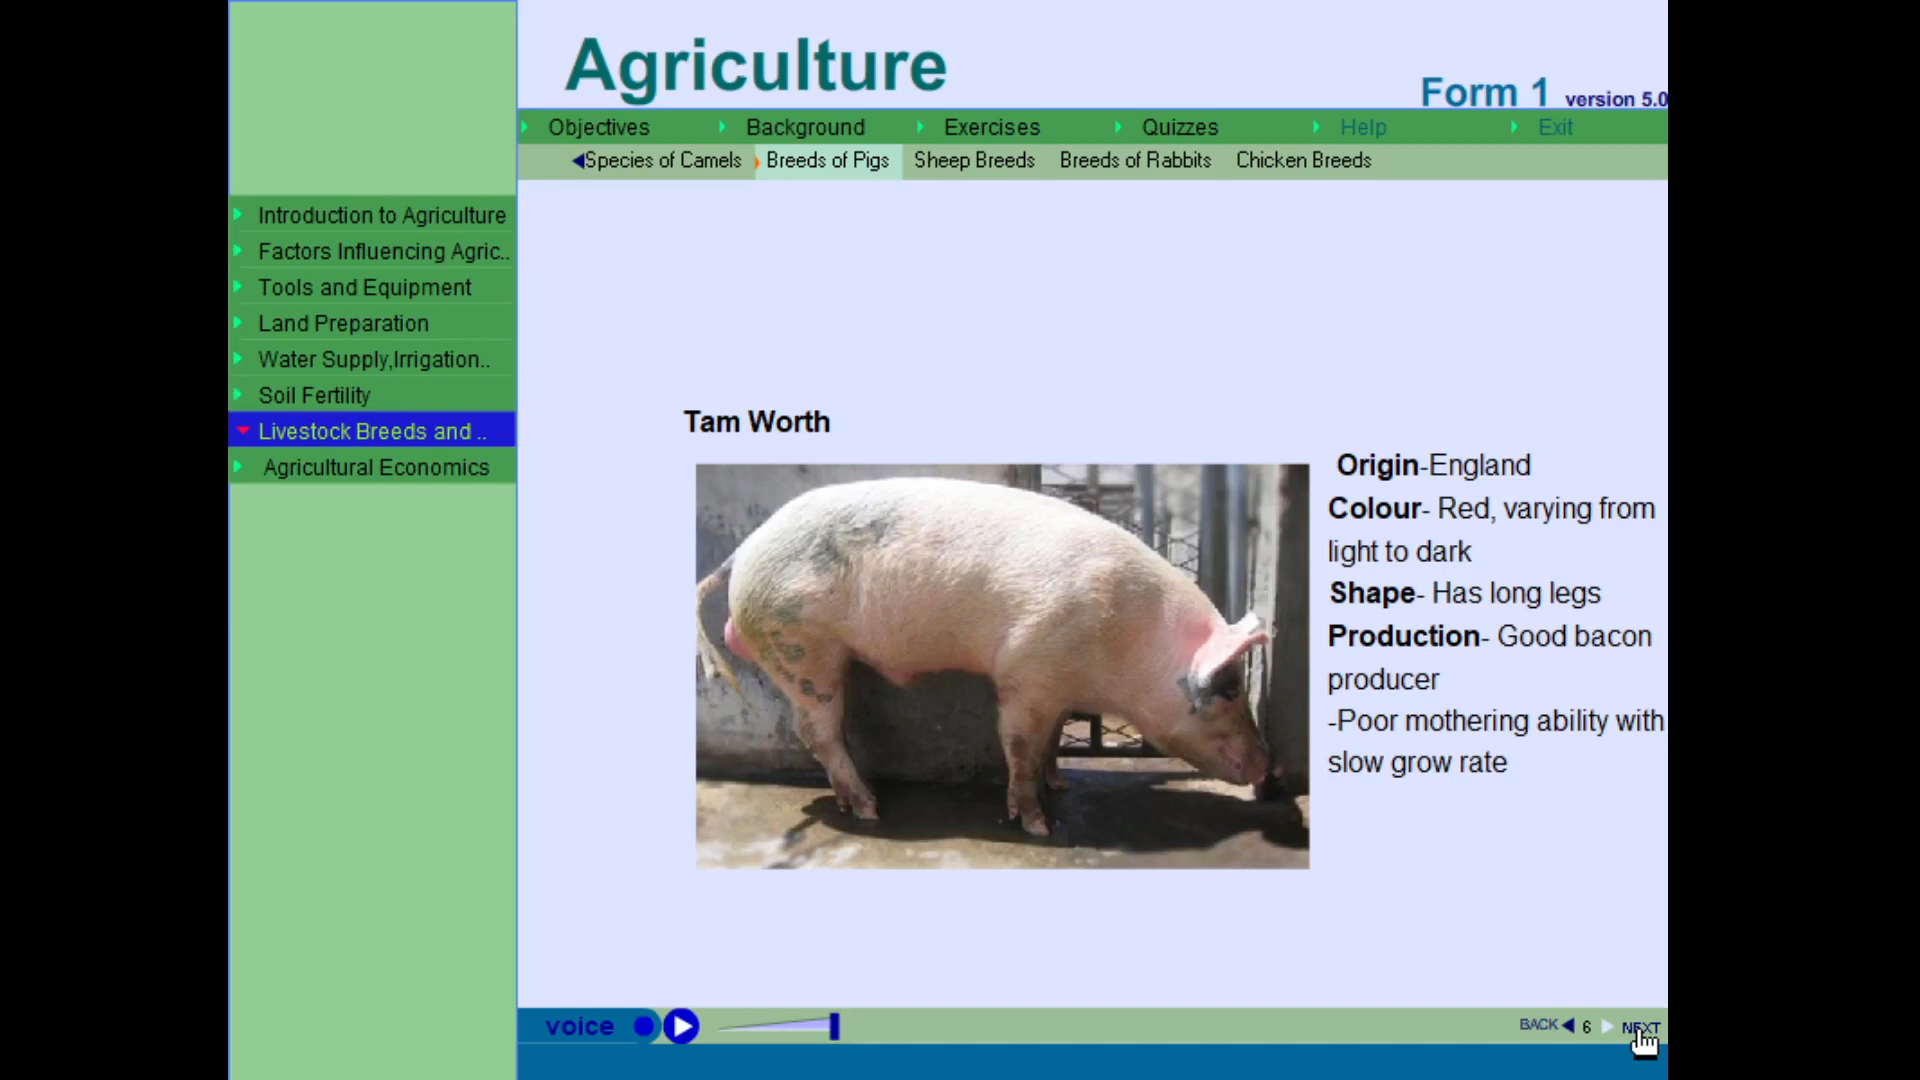 Agriculture
Form 1 version 5.0
Objectives Background Exercises Quizzes Help Exit
Species of Camels Breeds of Pigs Sheep Breeds Breeds of Rabbits Chicken Breeds
Introduction to Agriculture
Factors Influencing Agric..
Tools and Equipment
Land Preparation
Water Supply,Irrigation..
Soil Fertility
Livestock Breeds and ..
Agricultural Economics
Tam Worth
Origin-England
Colour- Red, varying from
light to dark
Shape- Has long legs
Production- Good bacon
producer
-Poor mothering ability with
slow grow rate
voice
BACK 6 NEXT